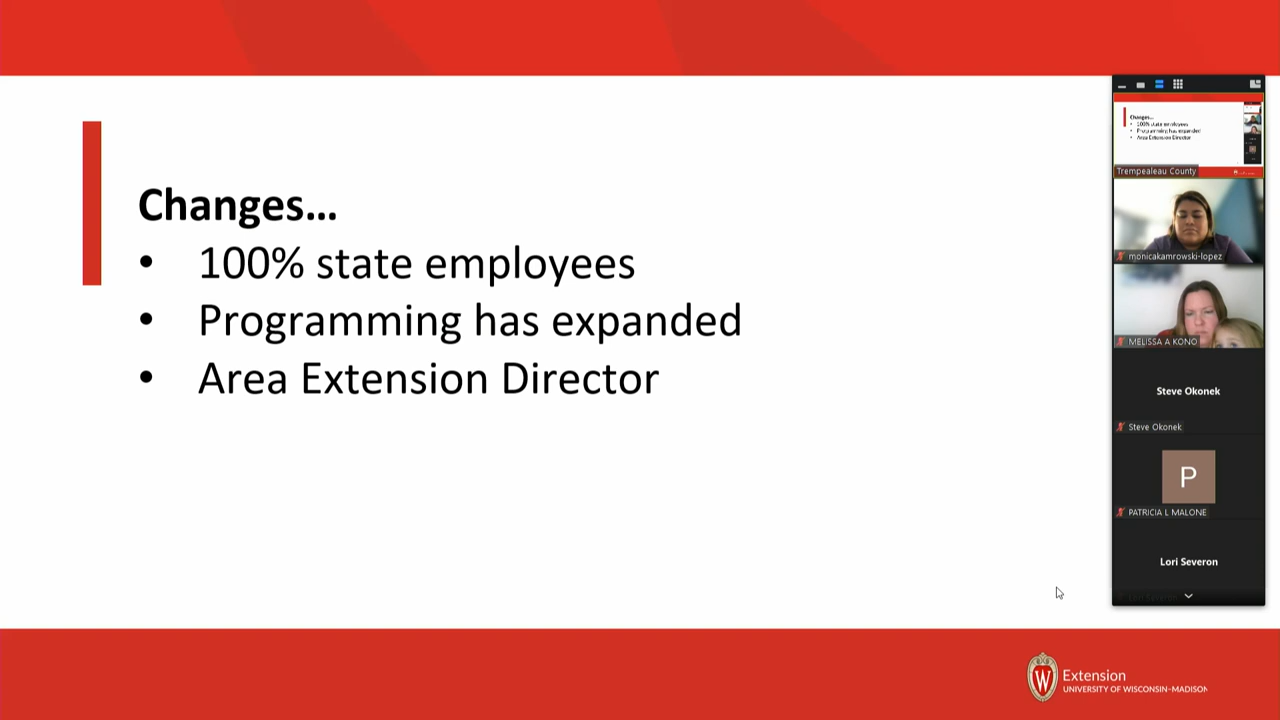 Changes…
• 100% state employees
• Programming has expanded
• Area Extension Director
Changes…
• 100% state employees
• Programming has expanded
• Area Extension Director
Trempealeau County
monicakamrowski-lopez
MELISSA A KONO
Steve Okonek
Steve Okonek
P
PATRICIA L MALONE
Lori Severon
Lori Severon
W
Extension
UNIVERSITY OF WISCONSIN–MADISON